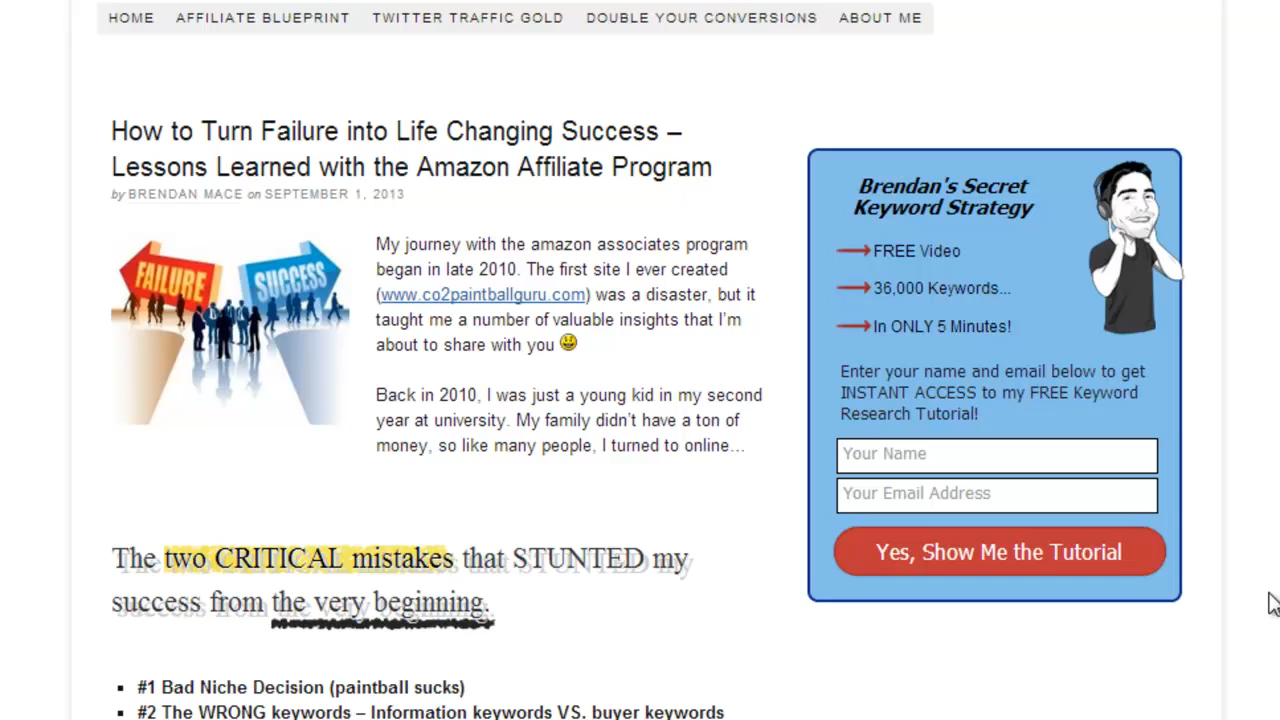 HOME AFFILIATE BLUEPRINT TWITTER TRAFFIC GOLD DOUBLE YOUR CONVERSIONS ABOUT ME
How to Turn Failure into Life Changing Success –
Lessons Learned with the Amazon Affiliate Program
by BRENDAN MACE on SEPTEMBER 1, 2013
FAILURE SUCCESS
My journey with the amazon associates program
began in late 2010. The first site I ever created
(www.co2paintballguru.com) was a disaster, but it
taught me a number of valuable insights that I'm
about to share with you
Back in 2010, I was just a young kid in my second
year at university. My family didn't have a ton of
money, so like many people, I turned to online...
The two CRITICAL mistakes that STUNTED my
success from the very beginning.
#1 Bad Niche Decision (paintball sucks)
#2 The WRONG keywords – Information keywords VS. buyer keywords
Brendan's Secret
Keyword Strategy
FREE Video
36,000 Keywords...
In ONLY 5 Minutes!
Enter your name and email below to get
INSTANT ACCESS to my FREE Keyword
Research Tutorial!
Your Name
Your Email Address
Yes, Show Me the Tutorial